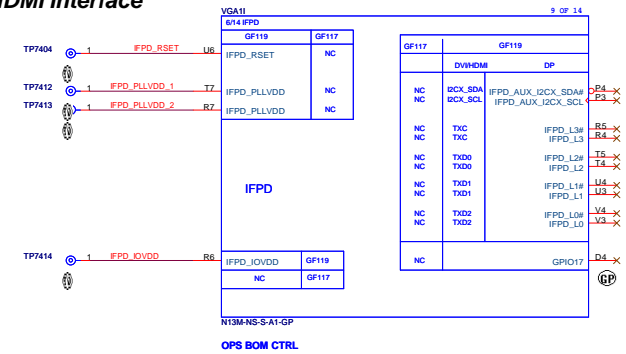 HDMI Interface
VGA1I 9 OF 14
6/14 IFPD
GF119 GF117
TP7404 1 IFPD_RSET U6 IFPD_RSET NC
TP7412 1 IFPD_PLLVDD_1 T7 IFPD_PLLVDD NC
TP7413 1 IFPD_PLLVDD_2 R7 IFPD_PLLVDD NC
IFPD
TP7414 1 IFPD_IOVDD R6 IFPD_IOVDD GF119
NC GF117
GF117 GF119
DVI/HDMI DP
NC I2CX_SDA IFPD_AUX_I2CX_SDA# P4
NC I2CX_SCL IFPD_AUX_I2CX_SCL P3
NC TXC IFPD_L3# R5
NC TXC IFPD_L3 R4
NC TXD0 IFPD_L2# T5
NC TXD0 IFPD_L2 T4
NC TXD1 IFPD_L1# U4
NC TXD1 IFPD_L1 U3
NC TXD2 IFPD_L0# V4
NC TXD2 IFPD_L0 V3
NC GPIO17 D4
GP
N13M-NS-S-A1-GP
OPS BOM CTRL